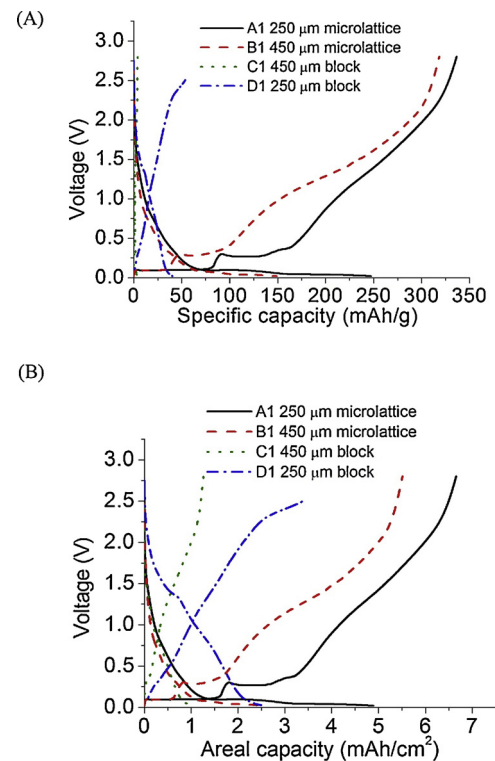 (A)
A1 250 μm microlattice
B1 450 μm microlattice
C1 450 μm block
D1 250 μm block
3.0
2.5
2.0
1.5
1.0
0.5
0.0
Voltage (V)
0 50 100 150 200 250 300 350
Specific capacity (mAh/g)
(B)
A1 250 μm microlattice
B1 450 μm microlattice
C1 450 μm block
D1 250 μm block
3.0
2.5
2.0
1.5
1.0
0.5
0.0
Voltage (V)
0 1 2 3 4 5 6 7
Areal capacity (mAh/cm²)